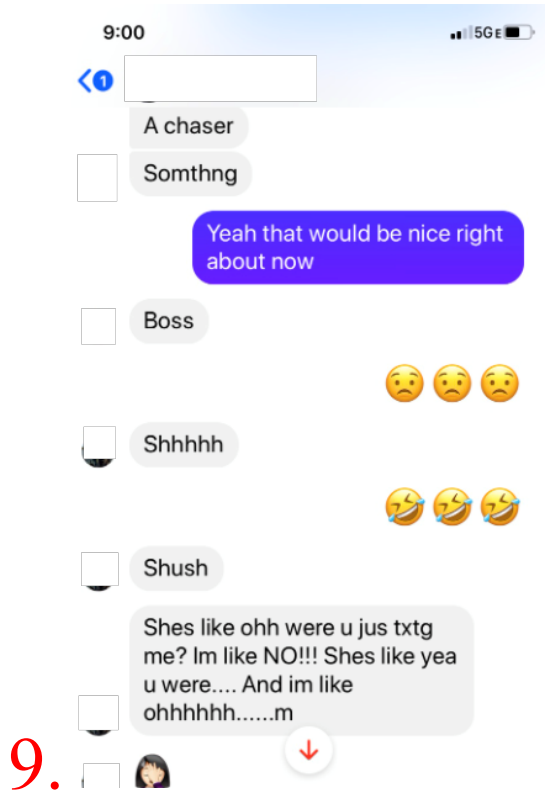 9:00
5GE
1
A chaser
Somthng
Yeah that would be nice right
about now
Boss
😟😟😟
Shhhhh
🤣🤣🤣
Shush
Shes like ohh were u jus txtg
me? Im like NO!!! Shes like yea
u were.... And im like
ohhhhhh......m
9.
🤦🏻‍♀️